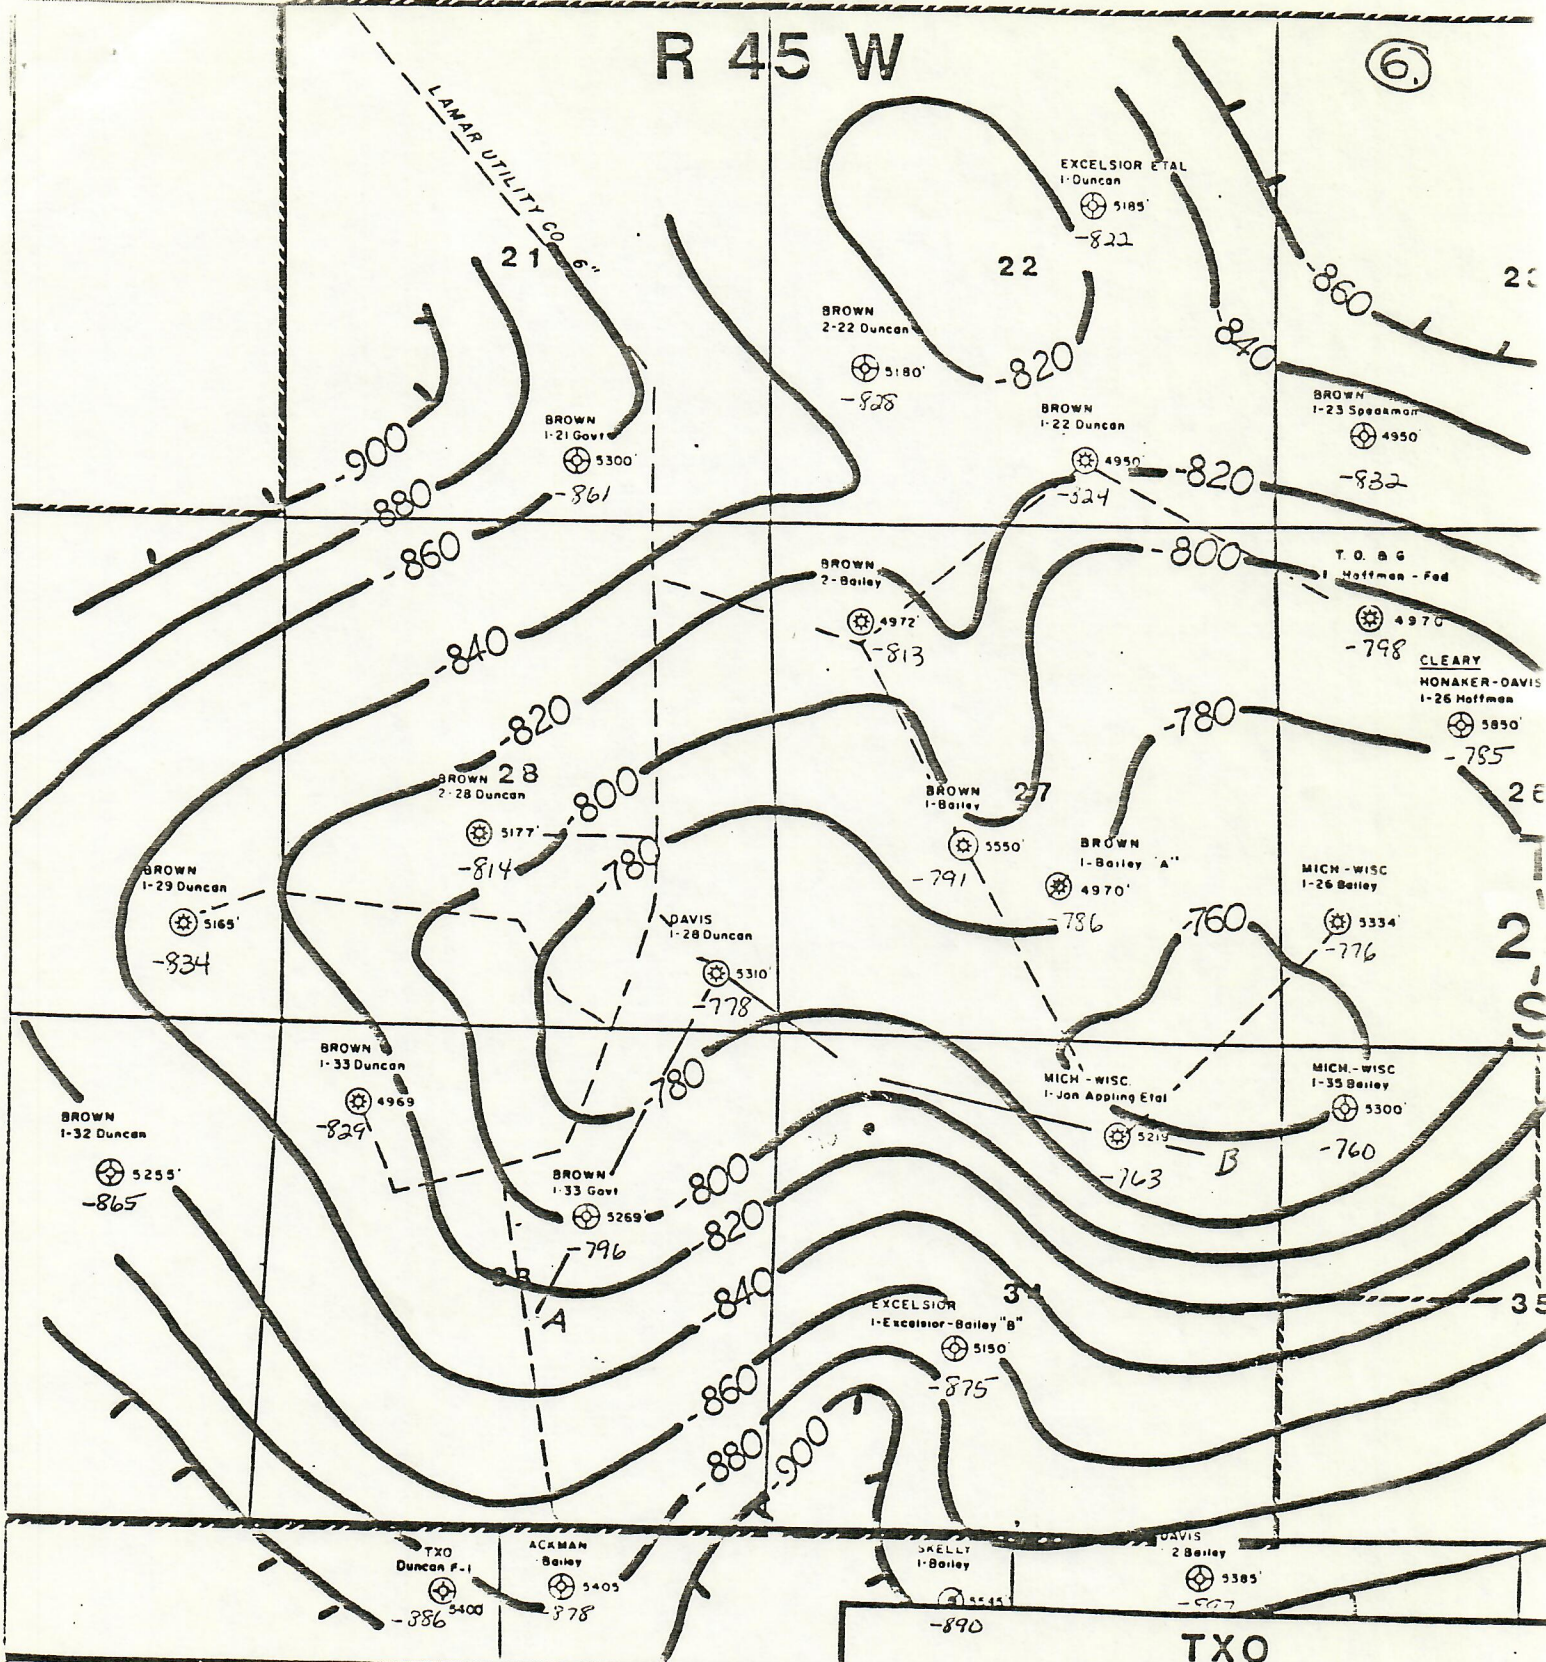 R 45 W
6.
LAMAR UTILITY CO
6"
21
EXCELSIOR ETAL
1-Duncan
5185'
-822
22
-860
BROWN
2-22 Duncan
5180'
-828
-820
-840
BROWN
1-22 Duncan
4950'
-824
BROWN
1-23 Speakman
4950
-832
-900
BROWN
1-21 Govt
5300'
-861
-880
-820
-860
-800
BROWN
2-Bailey
4972'
-813
T. O. & G
1 Hoffman - Fed
4970
-798
-840
CLEARY
HONAKER-DAVIS
1-26 Hoffman
5850'
-785
-820
-780
28
BROWN
2-28 Duncan
5177'
-814
-800
BROWN
1-Bailey
27
5550'
-791
-780
BROWN
1-Bailey "A"
4970'
-786
BROWN
1-29 Duncan
5165'
-834
MICH-WISC
1-26 Bailey
5334'
-776
-760
2
DAVIS
1-28 Duncan
5310'
-778
S
BROWN
1-33 Duncan
4969
-829
-780
MICH-WISC.
1-Jon Appling Etal
5219
-763
B
MICH.-WISC
1-35 Bailey
5300'
-760
BROWN
1-32 Duncan
5255'
-865
BROWN
1-33 Govt
5269'
-796
-800
-820
33
A
-840
EXCELSIOR
1-Excelsior-Bailey "B"
5150'
-875
34
35
-860
-880
-900
TXO
Duncan F-1
5400
-886
ACKMAN
Bailey
5405
-878
SKELLY
1-Bailey
5545'
-890
DAVIS
2 Bailey
5385'
TXO